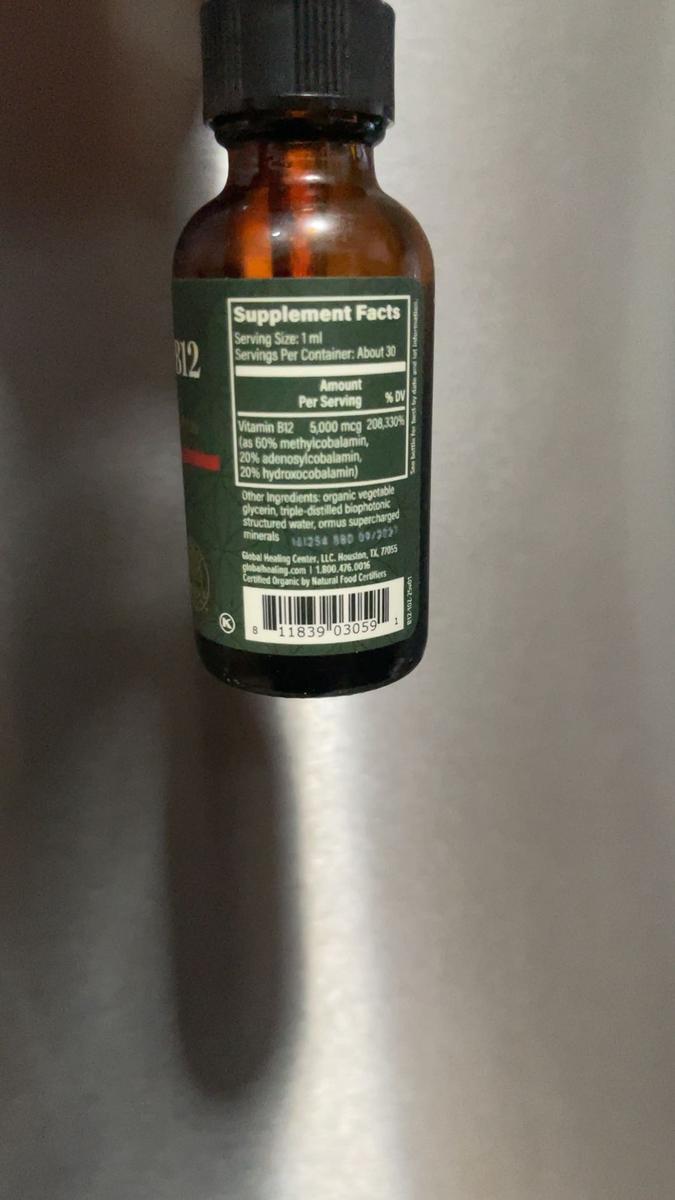 B12
Supplement Facts
Serving Size: 1 ml
Servings Per Container: About 30
Amount
Per Serving % DV
Vitamin B12 5,000 mcg 208,330%
(as 60% methylcobalamin,
20% adenosylcobalamin,
20% hydroxocobalamin)
Other Ingredients: organic vegetable
glycerin, triple-distilled biophotonic
structured water, ormus supercharged
minerals
BBD 09/2027
Global Healing Center, LLC. Houston, TX, 77055
globalhealing.com | 1.800.476.0016
Certified Organic by Natural Food Certifiers
K
8 11839 03059 1
See bottle for best by date and lot information.